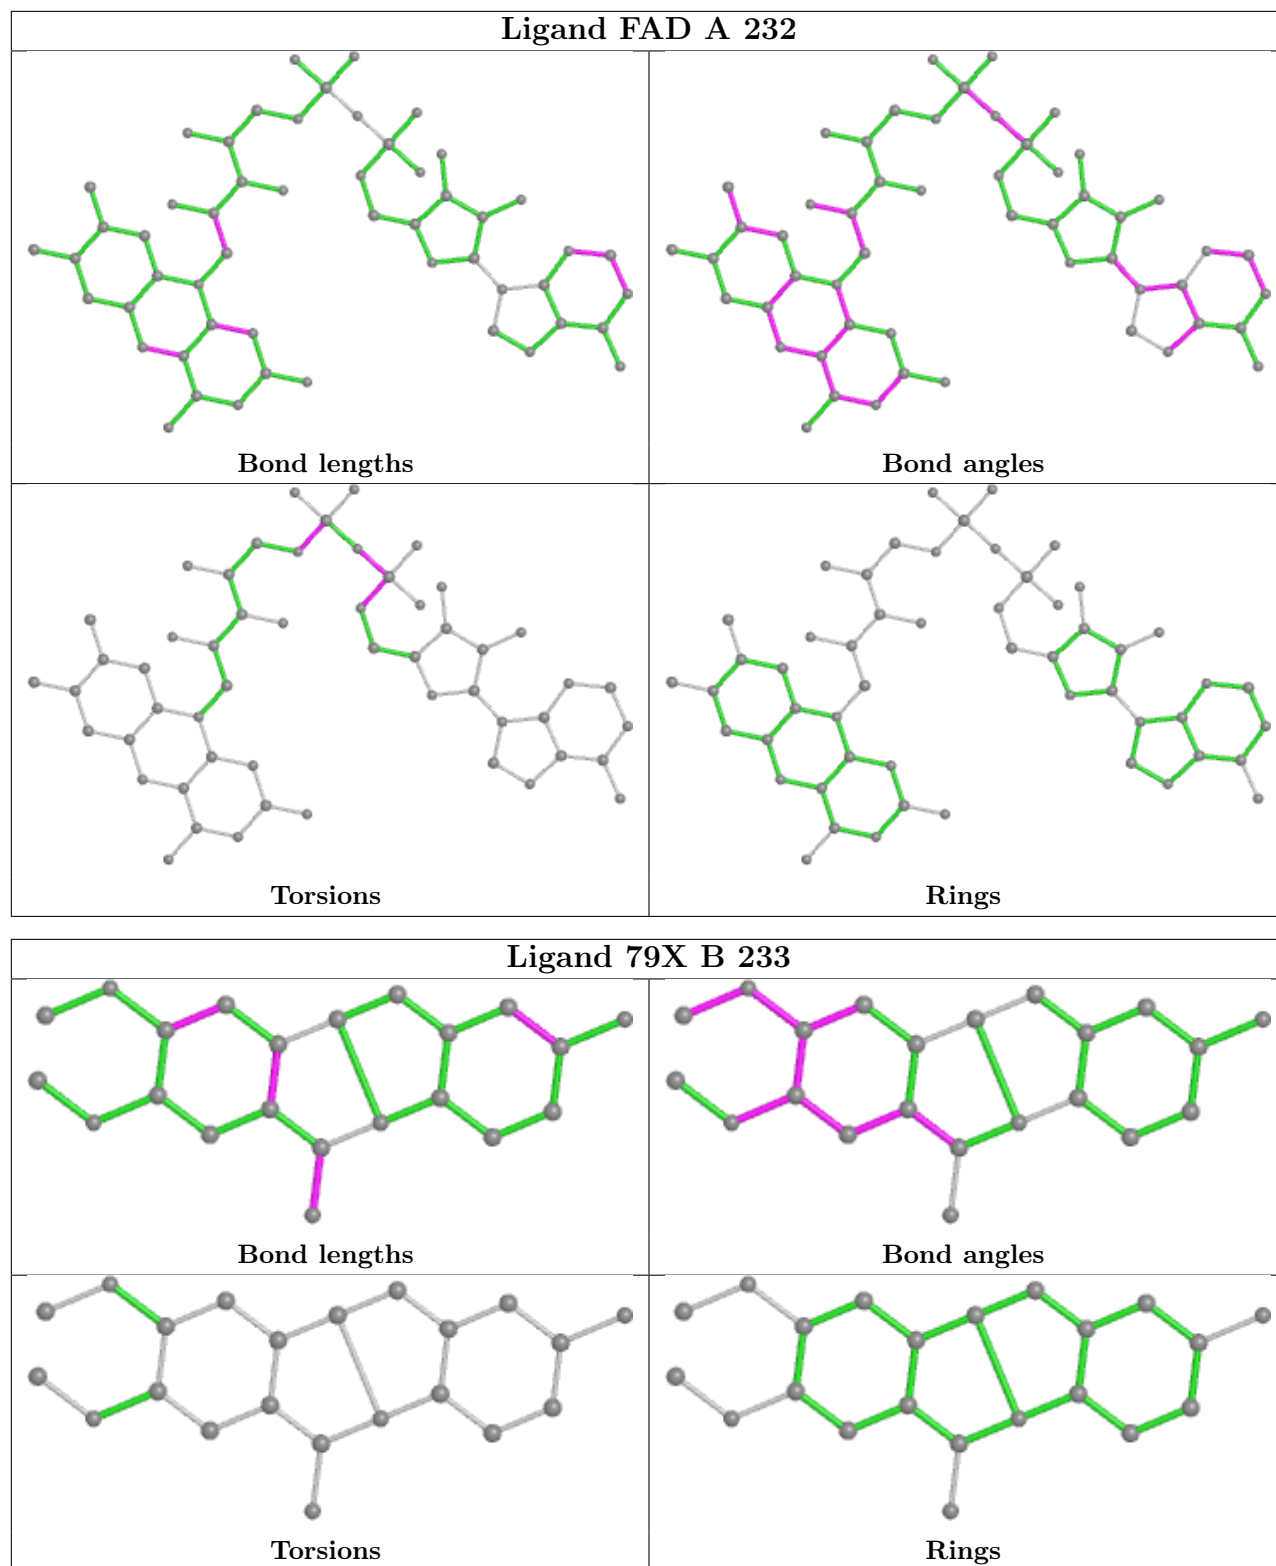 Ligand FAD A 232
Bond lengths
Bond angles
Torsions
Rings
Ligand 79X B 233
Bond lengths
Bond angles
Torsions
Rings